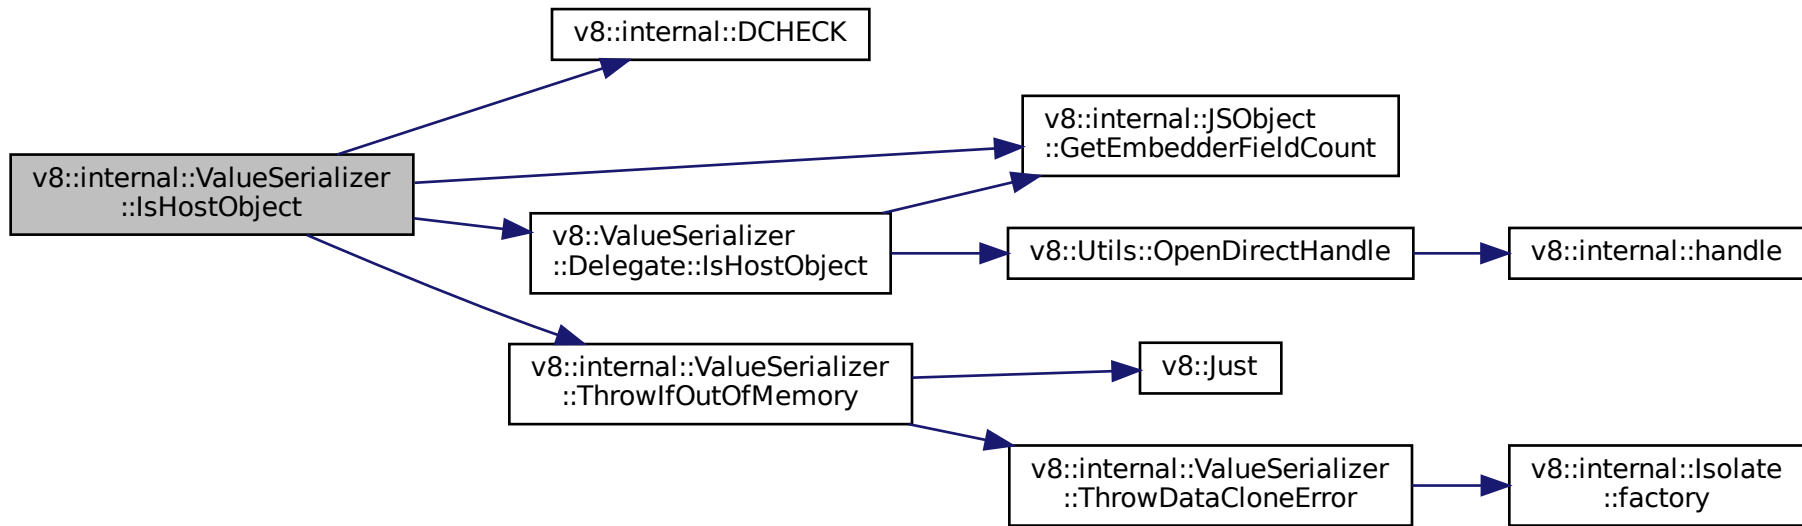 v8::internal::DCHECK
v8::internal::JSObject
::GetEmbedderFieldCount
v8::internal::ValueSerializer
::IsHostObject
v8::ValueSerializer
::Delegate::IsHostObject
v8::Utils::OpenDirectHandle
v8::internal::handle
v8::internal::ValueSerializer
::ThrowIfOutOfMemory
v8::Just
v8::internal::ValueSerializer
::ThrowDataCloneError
v8::internal::Isolate
::factory